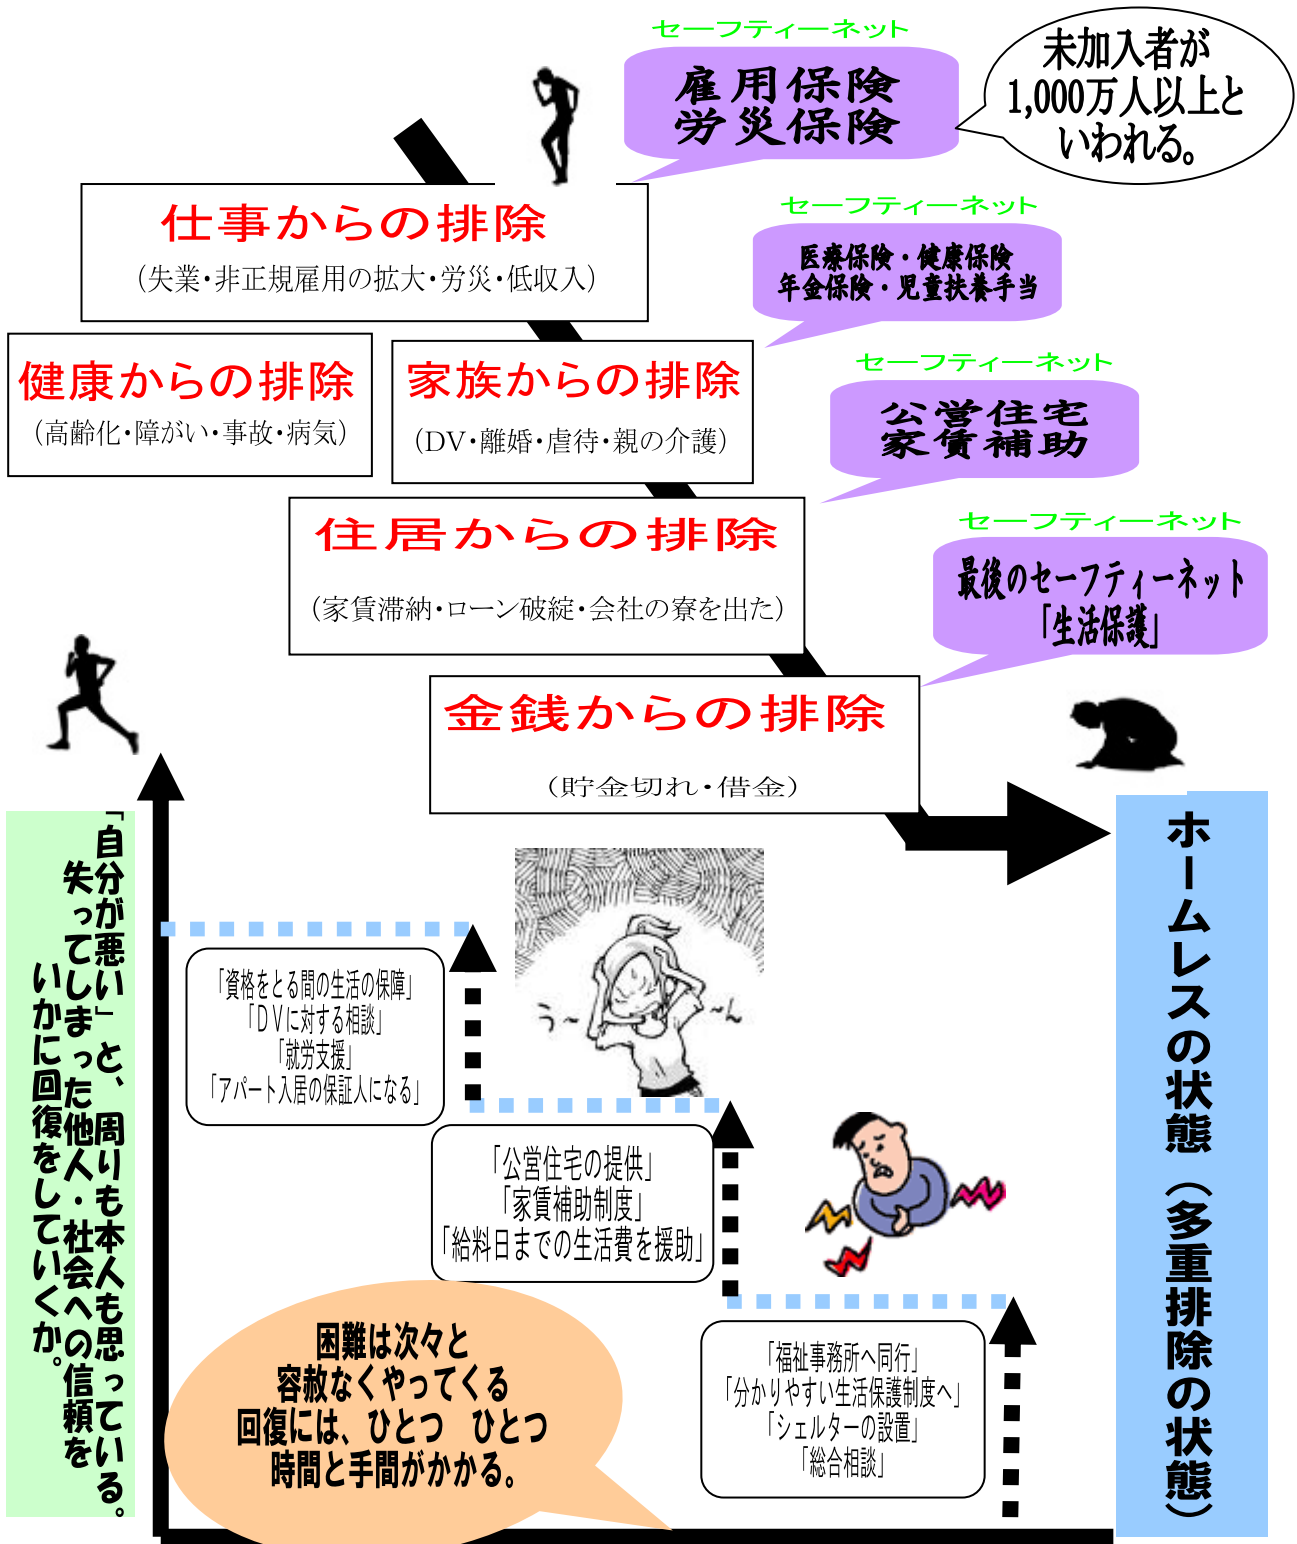 セーフティーネット
雇用保険
労災保険
未加入者が
1,000万人以上と
いわれる。
仕事からの排除
（失業・非正規雇用の拡大・労災・低収入）
セーフティーネット
医療保険・健康保険
年金保険・児童扶養手当
健康からの排除
（高齢化・障がい・事故・病気）
家族からの排除
（DV・離婚・虐待・親の介護）
セーフティーネット
公営住宅
家賃補助
住居からの排除
（家賃滞納・ローン破綻・会社の寮を出た）
セーフティーネット
最後のセーフティーネット
「生活保護」
金銭からの排除
（貯金切れ・借金）
ホームレスの状態（多重排除の状態）
「自分が悪い」と、周りも本人も思っている。
失ってしまった他人・社会への信頼を
いかに回復をしていくか。
「資格をとる間の生活の保障」
「ＤＶに対する相談」
「就労支援」
「アパート入居の保証人になる」
う～　～ん
「公営住宅の提供」
「家賃補助制度」
「給料日までの生活費を援助」
「福祉事務所へ同行」
「分かりやすい生活保護制度へ」
「シェルターの設置」
「総合相談」
困難は次々と
容赦なくやってくる
回復には、ひとつ　ひとつ
時間と手間がかかる。